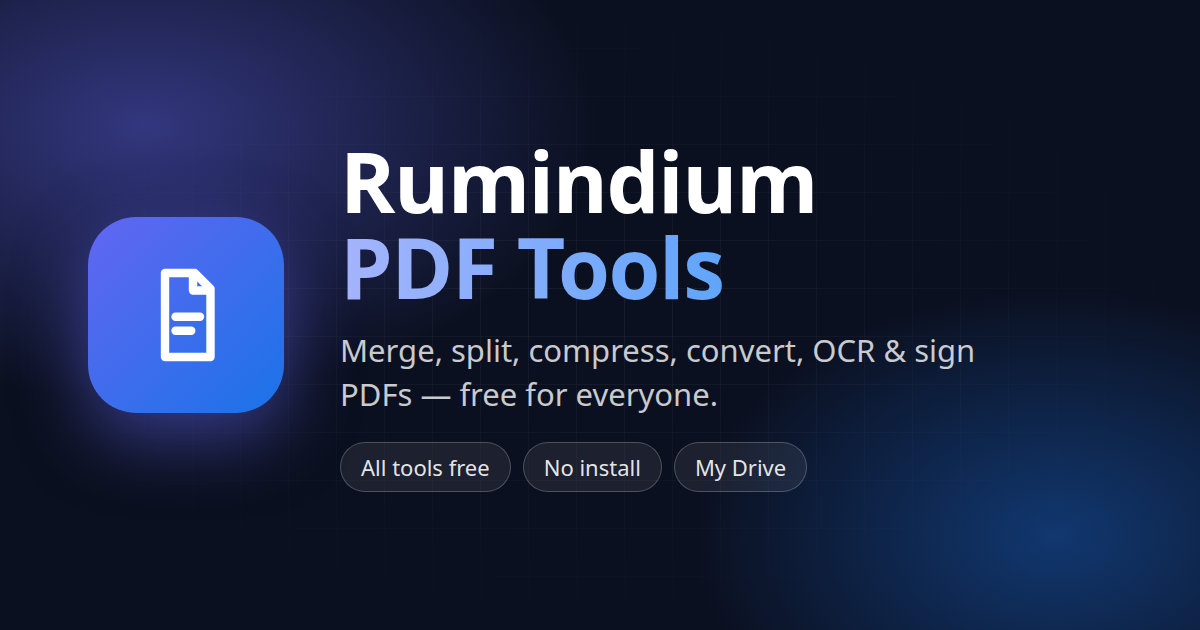 Rumindium
PDF Tools
Merge, split, compress, convert, OCR & sign
PDFs — free for everyone.
All tools free
No install
My Drive